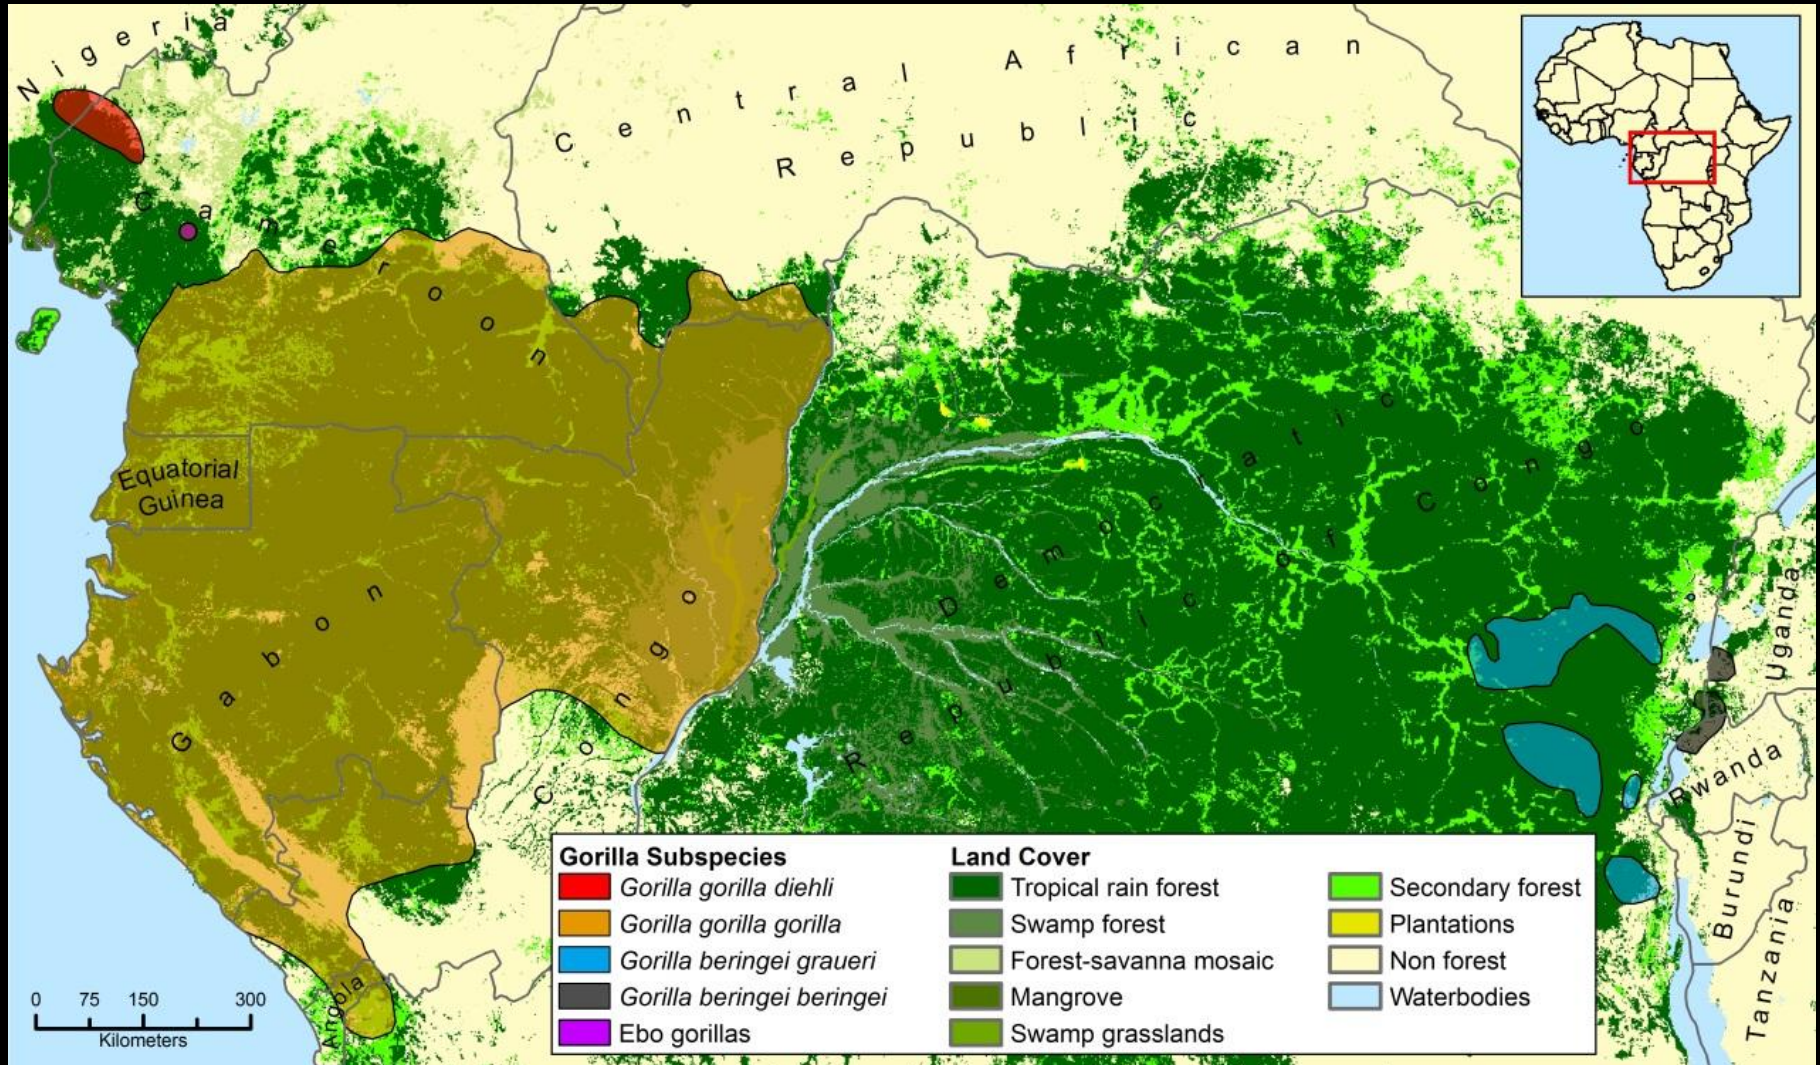 Nigeria
Central African
Republic
Cameroon
Equatorial
Guinea
Gabon
Congo
Democratic
Republic
of Congo
Uganda
Rwanda
Burundi
Tanzania
Angola
0 75 150 300
Kilometers
Gorilla Subspecies
Gorilla gorilla diehli
Gorilla gorilla gorilla
Gorilla beringei graueri
Gorilla beringei beringei
Ebo gorillas
Land Cover
Tropical rain forest
Swamp forest
Forest-savanna mosaic
Mangrove
Swamp grasslands
Secondary forest
Plantations
Non forest
Waterbodies